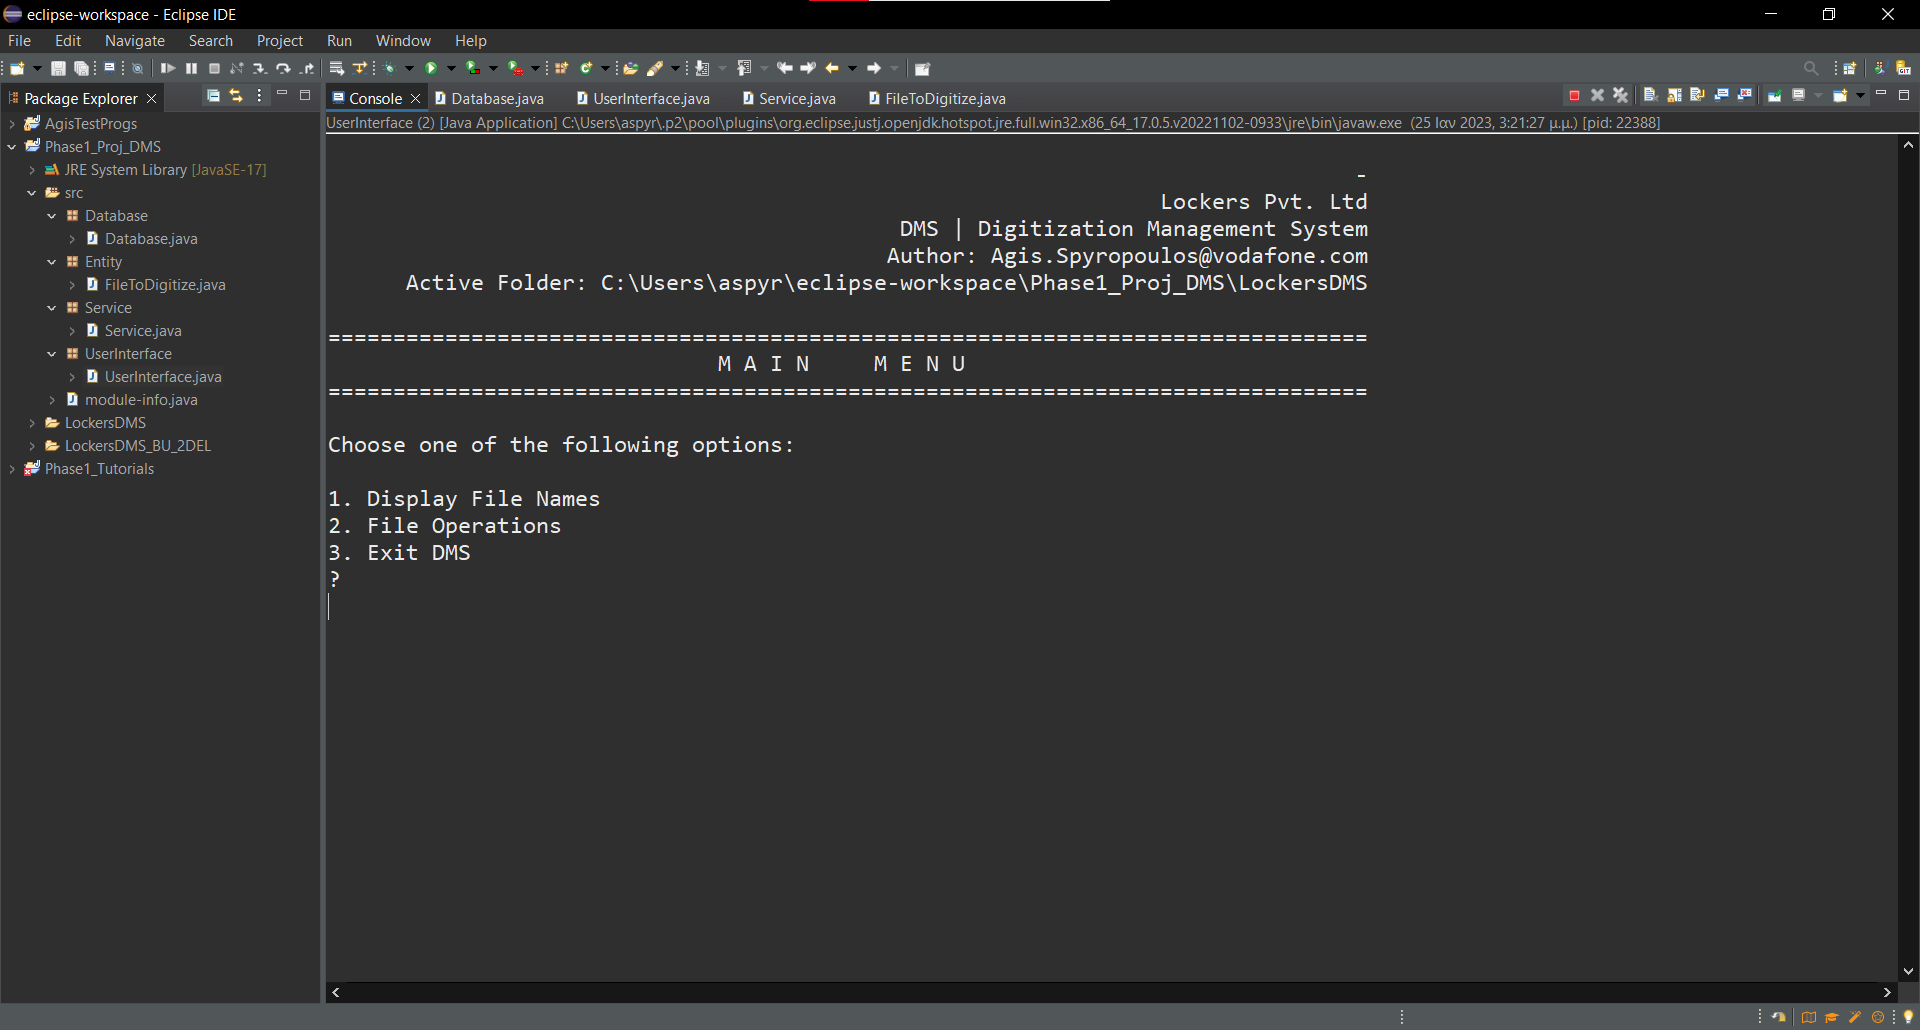 eclipse-workspace - Eclipse IDE
File Edit Navigate Search Project Run Window Help
Package Explorer
AgisTestProgs
Phase1_Proj_DMS
JRE System Library [JavaSE-17]
src
Database
Database.java
Entity
FileToDigitize.java
Service
Service.java
UserInterface
UserInterface.java
module-info.java
LockersDMS
LockersDMS_BU_2DEL
Phase1_Tutorials
Console Database.java UserInterface.java Service.java FileToDigitize.java
UserInterface (2) [Java Application] C:\Users\aspyr\.p2\pool\plugins\org.eclipse.justj.openjdk.hotspot.jre.full.win32.x86_64_17.0.5.v20221102-0933\jre\bin\javaw.exe (25 Ιαν 2023, 3:21:27 μ.μ.) [pid: 22388]
-
Lockers Pvt. Ltd
DMS | Digitization Management System
Author: Agis.Spyropoulos@vodafone.com
Active Folder: C:\Users\aspyr\eclipse-workspace\Phase1_Proj_DMS\LockersDMS
================================================================================
M A I N     M E N U
================================================================================
Choose one of the following options:
1. Display File Names
2. File Operations
3. Exit DMS
?